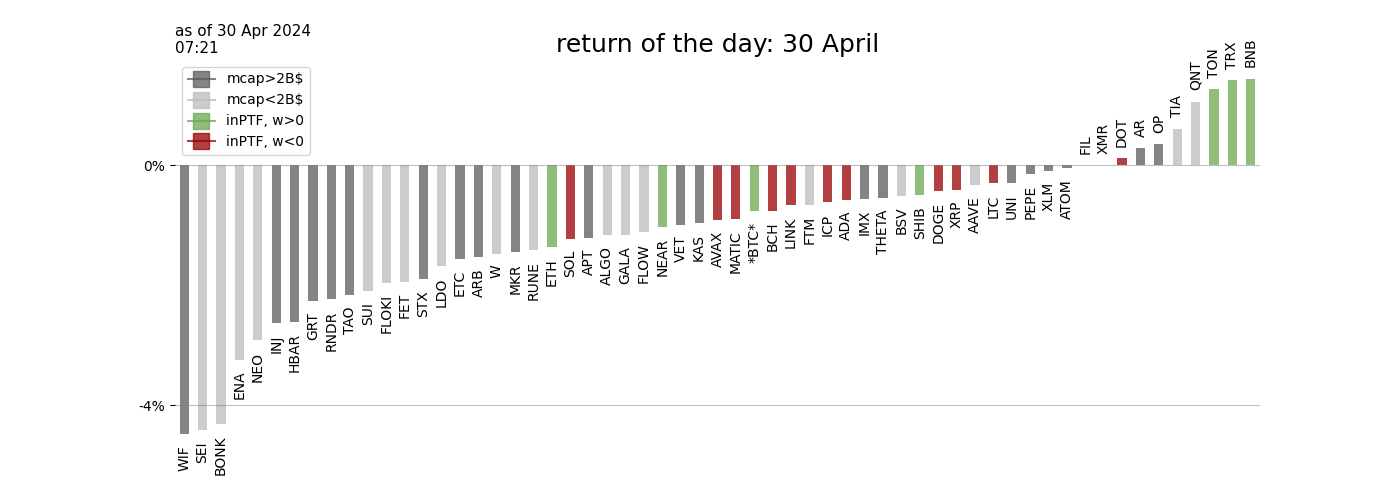 as of 30 Apr 2024
07:21
return of the day: 30 April
mcap>2B$
mcap<2B$
inPTF, w>0
inPTF, w<0
0%
-4%
WIF
SEI
BONK
ENA
NEO
INJ
HBAR
GRT
RNDR
TAO
SUI
FLOKI
FET
STX
LDO
ETC
ARB
W
MKR
RUNE
ETH
SOL
APT
ALGO
GALA
FLOW
NEAR
VET
KAS
AVAX
MATIC
*BTC*
BCH
LINK
FTM
ICP
ADA
IMX
THETA
BSV
SHIB
DOGE
XRP
AAVE
LTC
UNI
PEPE
XLM
ATOM
FIL
XMR
DOT
AR
OP
TIA
QNT
TON
TRX
BNB